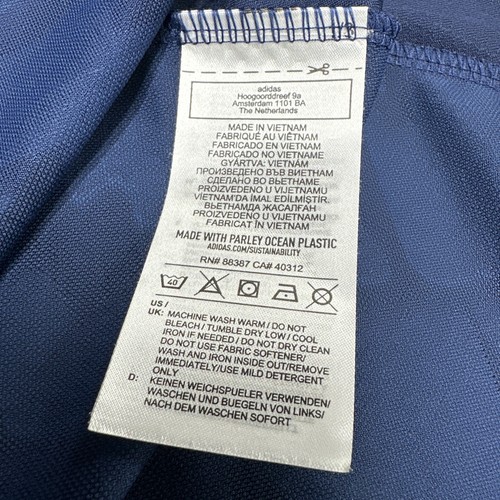 adidas
Hoogoorddreef 9a
Amsterdam 1101 BA
The Netherlands
MADE IN VIETNAM
FABRIQUÉ AU VIETNAM
FABRICADO EN VIETNAM
FABRICADO NO VIETNAME
GYÁRTVA: VIETNÁM
ПРОИЗВЕДЕНО ВЪВ ВИЕТНАМ
СДЕЛАНО ВО ВЬЕТНАМЕ
PROIZVEDENO U VIJETNAMU
VIETNAM'DA İMAL EDİLMİŞTİR.
ВЬЕТНАМДА ЖАСАЛҒАН
PROIZVEDENO U VIJETNAMU
FABRICAT ÎN VIETNAM
MADE WITH PARLEY OCEAN PLASTIC
ADIDAS.COM/SUSTAINABILITY
RN# 88387 CA# 40312
40
US /
UK: MACHINE WASH WARM / DO NOT
BLEACH / TUMBLE DRY LOW / COOL
IRON IF NEEDED / DO NOT DRY CLEAN
DO NOT USE FABRIC SOFTENER/
WASH AND IRON INSIDE OUT/REMOVE
IMMEDIATELY/USE MILD DETERGENT
ONLY
D: KEINEN WEICHSPUELER VERWENDEN/
WASCHEN UND BUEGELN VON LINKS/
NACH DEM WASCHEN SOFORT